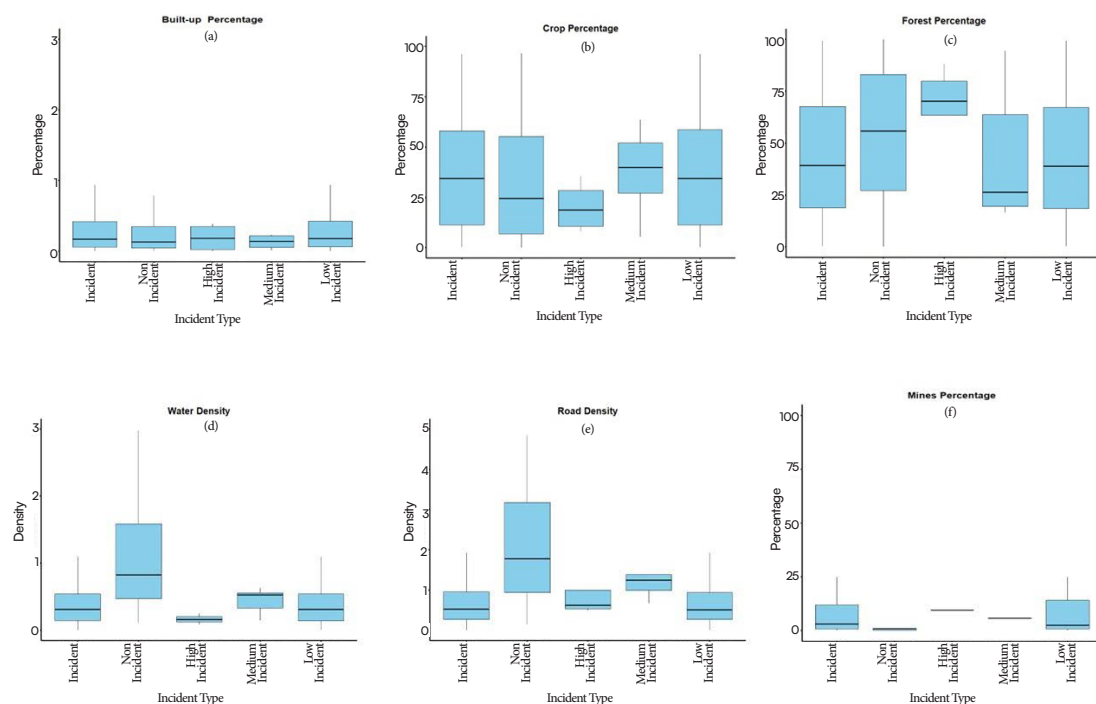 Built-up Percentage
(a)
3
2
1
0
Percentage
Incident
Non
Incident
High
Incident
Medium
Incident
Low
Incident
Incident Type
Crop Percentage
(b)
100
75
50
25
0
Percentage
Incident
Non
Incident
High
Incident
Medium
Incident
Low
Incident
Incident Type
Forest Percentage
(c)
100
75
50
25
0
Percentage
Incident
Non
Incident
High
Incident
Medium
Incident
Low
Incident
Incident Type
Water Density
(d)
3
2
1
0
Density
Incident
Non
Incident
High
Incident
Medium
Incident
Low
Incident
Incident Type
Road Density
(e)
5
4
3
2
1
0
Density
Incident
Non
Incident
High
Incident
Medium
Incident
Low
Incident
Incident Type
Mines Percentage
(f)
100
75
50
25
0
Percentage
Incident
Non
Incident
High
Incident
Medium
Incident
Low
Incident
Incident Type